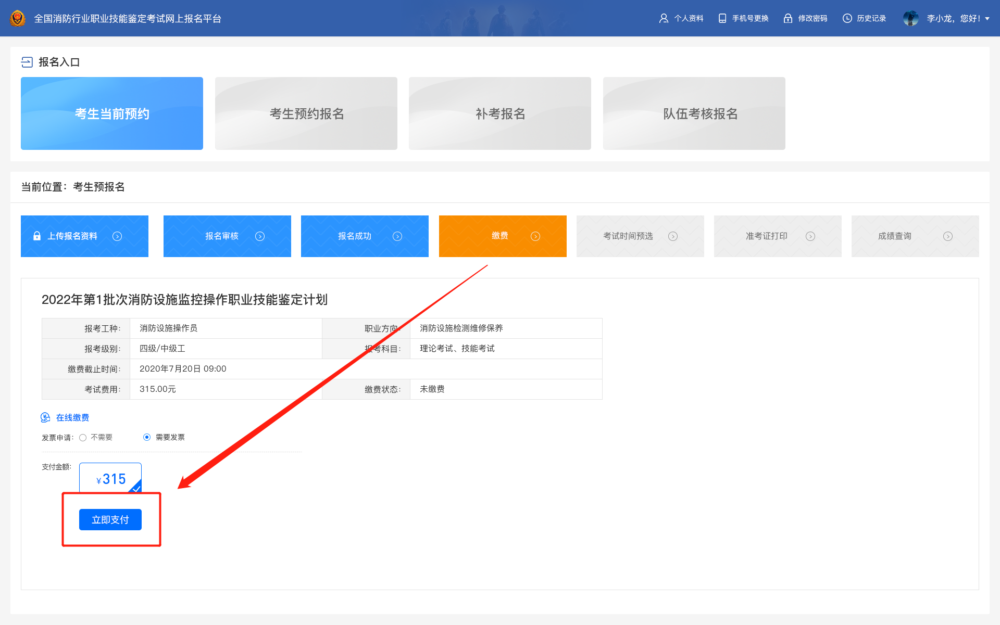 全国消防行业职业技能鉴定考试网上报名平台
个人资料
手机号更换
修改密码
历史记录
李小龙，您好！
报名入口
考生当前预约
考生预约报名
补考报名
队伍考核报名
当前位置：考生预报名
上传报名资料
报名审核
报名成功
缴费
考试时间预选
准考证打印
成绩查询
2022年第1批次消防设施监控操作职业技能鉴定计划
报考工种：
消防设施操作员
职业方向：
消防设施检测维修保养
报考级别：
四级/中级工
报考科目：
理论考试、技能考试
缴费截止时间：
2020年7月20日 09:00
考试费用：
315.00元
缴费状态：
未缴费
在线缴费
发票申请：
不需要
需要发票
支付金额：
¥315
立即支付